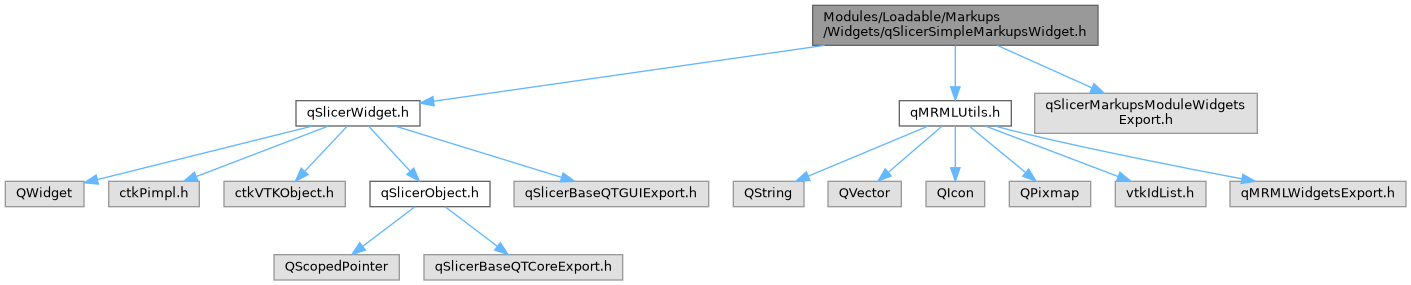 Modules/Loadable/Markups
/Widgets/qSlicerSimpleMarkupsWidget.h
qSlicerWidget.h
qMRMLUtils.h
qSlicerMarkupsModuleWidgets
Export.h
QWidget
ctkPimpl.h
ctkVTKObject.h
qSlicerObject.h
qSlicerBaseQTGUIExport.h
QString
QVector
QIcon
QPixmap
vtkIdList.h
qMRMLWidgetsExport.h
QScopedPointer
qSlicerBaseQTCoreExport.h